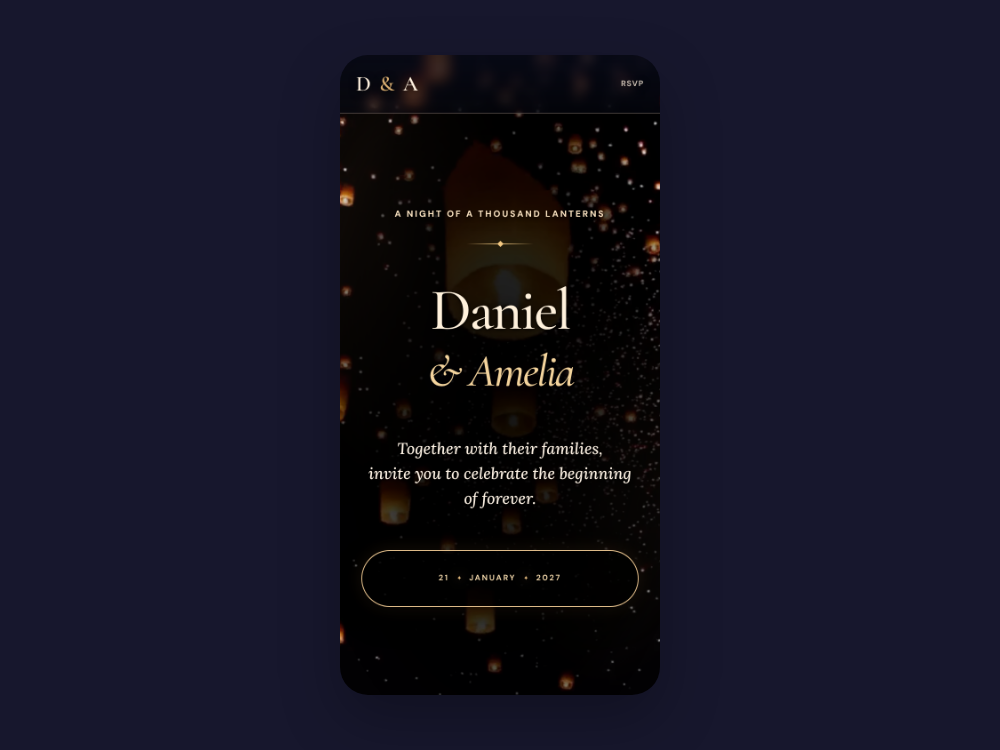 D & A
RSVP
A NIGHT OF A THOUSAND LANTERNS
Daniel
& Amelia
Together with their families,
invite you to celebrate the beginning
of forever.
21 ✦ JANUARY ✦ 2027